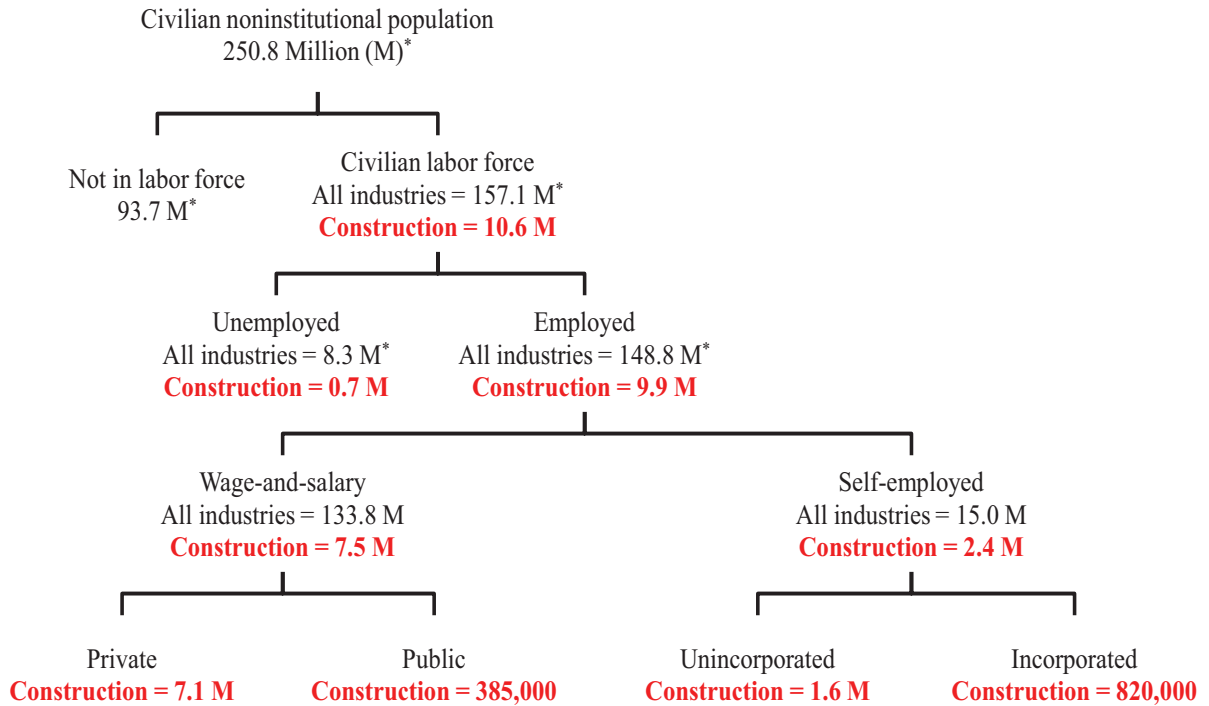 Civilian noninstitutional population
250.8 Million (M)*
Not in labor force
93.7 M*
Civilian labor force
All industries = 157.1 M*
Construction = 10.6 M
Unemployed
All industries = 8.3 M*
Construction = 0.7 M
Employed
All industries = 148.8 M*
Construction = 9.9 M
Wage-and-salary
All industries = 133.8 M
Construction = 7.5 M
Self-employed
All industries = 15.0 M
Construction = 2.4 M
Private
Construction = 7.1 M
Public
Construction = 385,000
Unincorporated
Construction = 1.6 M
Incorporated
Construction = 820,000